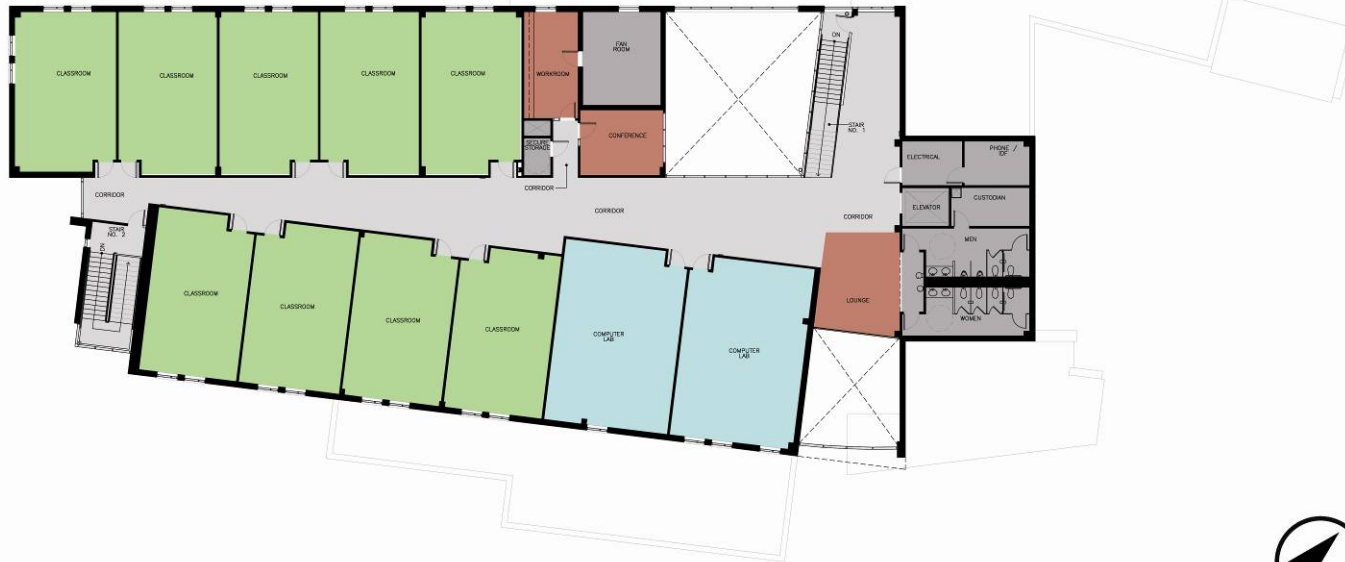 CLASSROOM
CLASSROOM
CLASSROOM
CLASSROOM
CLASSROOM
WORKROOM
FAN
ROOM
DN
STAIR
NO. 1
SECURE
STORAGE
CONFERENCE
ELECTRICAL
PHONE /
IDF
CORRIDOR
CORRIDOR
CORRIDOR
CORRIDOR
ELEVATOR
CUSTODIAN
STAIR
NO. 2
DN
MEN
WOMEN
CLASSROOM
CLASSROOM
CLASSROOM
CLASSROOM
COMPUTER
LAB
COMPUTER
LAB
LOUNGE